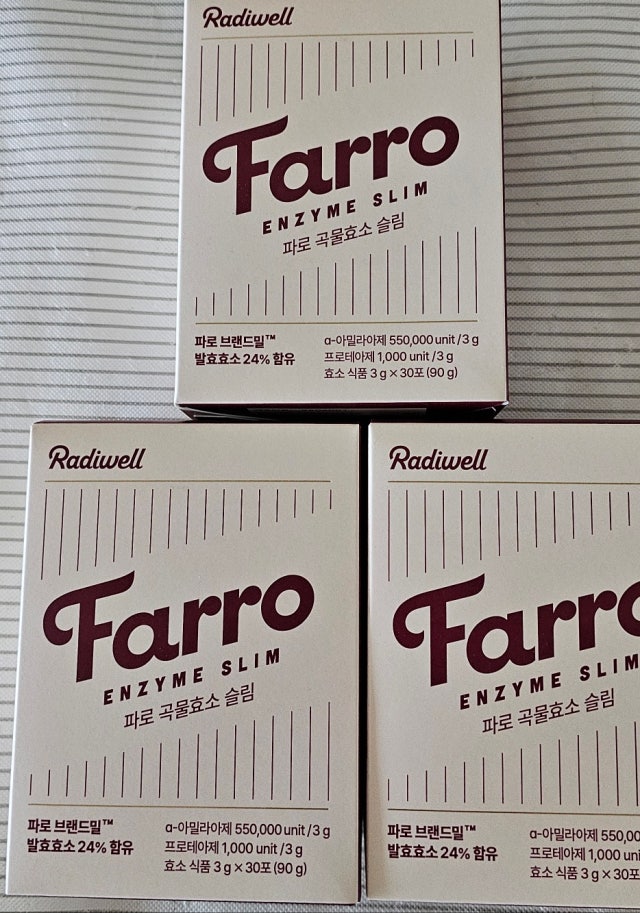 Radiwell
Farro
ENZYME SLIM
파로 곡물효소 슬림
파로 브랜드밀™
발효효소 24% 함유
α-아밀라아제 550,000 unit /3 g
프로테아제 1,000 unit /3 g
효소 식품 3 g × 30포 (90 g)
Radiwell
Farro
ENZYME SLIM
파로 곡물효소 슬림
파로 브랜드밀™
발효효소 24% 함유
α-아밀라아제 550,000 unit /3 g
프로테아제 1,000 unit /3 g
효소 식품 3 g × 30포 (90 g)
Radiwell
Farro
ENZYME SLIM
파로 곡물효소 슬림
파로 브랜드밀™
발효효소 24% 함유
α-아밀라아제 550,00
프로테아제 1,000 uni
효소 식품 3 g × 30포